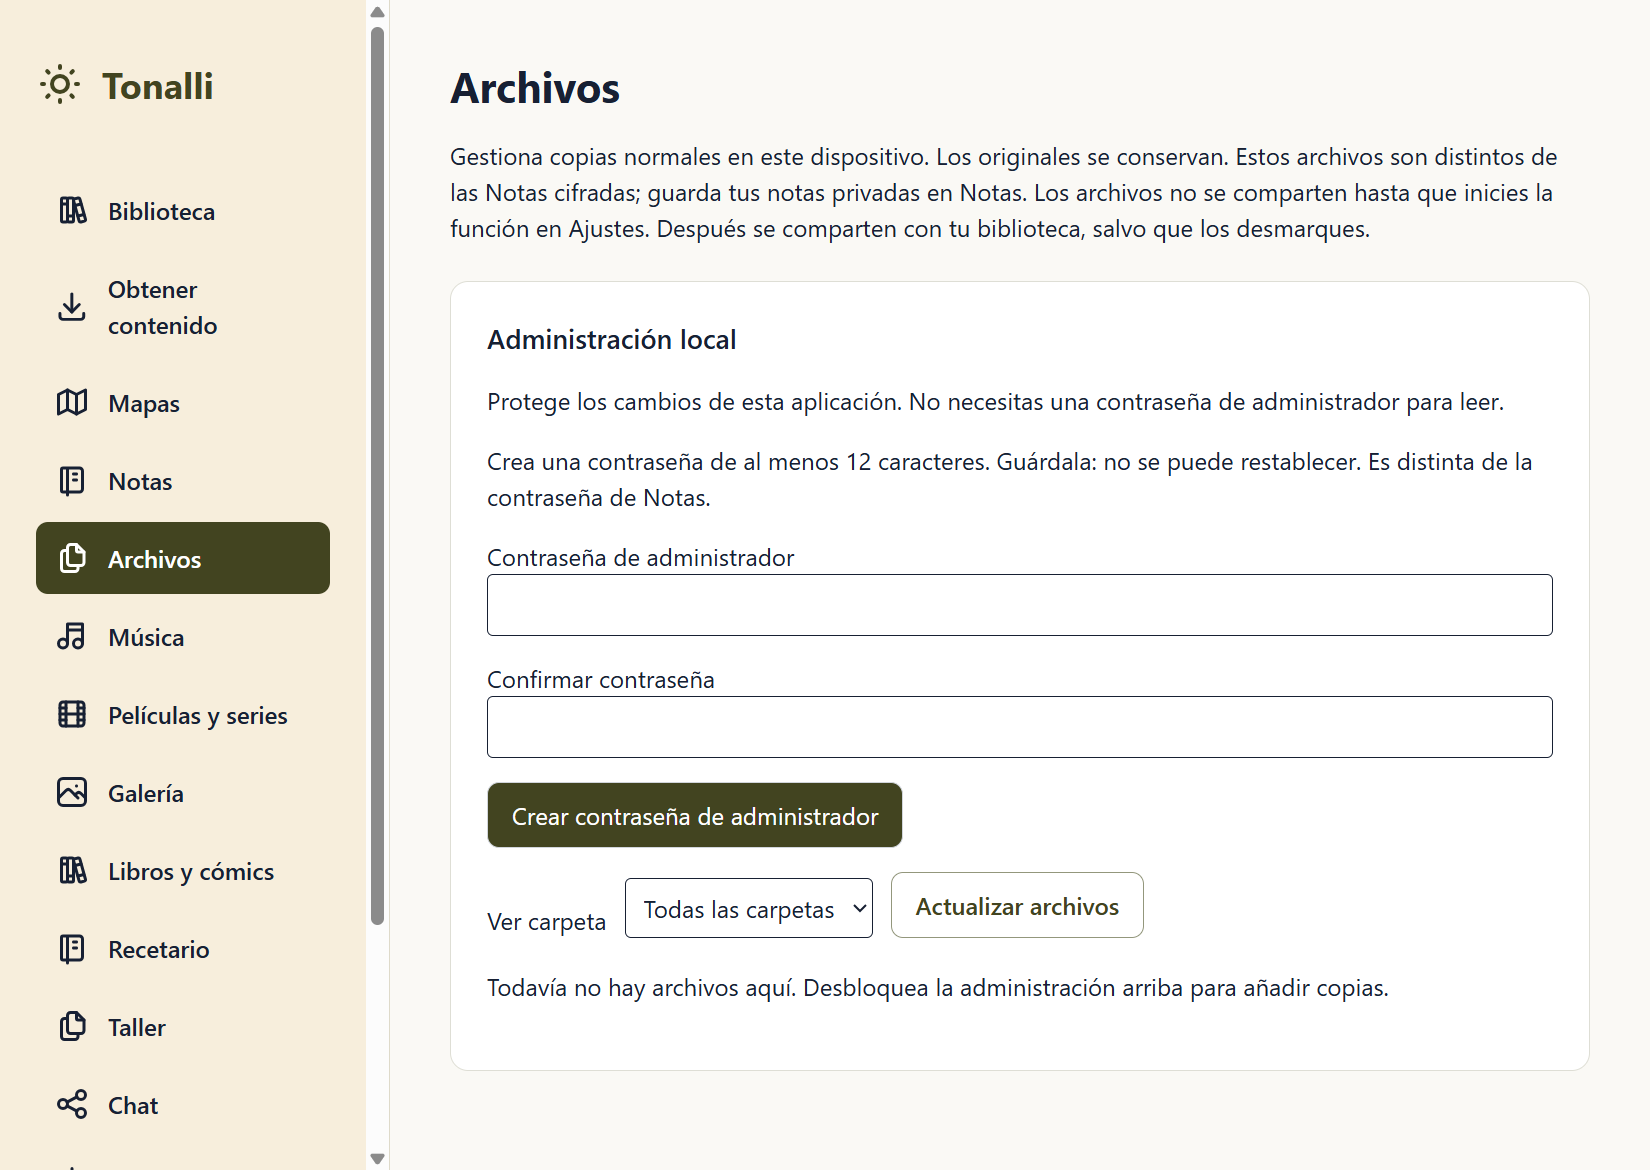 Tonalli
Biblioteca
Obtener
contenido
Mapas
Notas
Archivos
Música
Películas y series
Galería
Libros y cómics
Recetario
Taller
Chat
Archivos
Gestiona copias normales en este dispositivo. Los originales se conservan. Estos archivos son distintos de
las Notas cifradas; guarda tus notas privadas en Notas. Los archivos no se comparten hasta que inicies la
función en Ajustes. Después se comparten con tu biblioteca, salvo que los desmarques.
Administración local
Protege los cambios de esta aplicación. No necesitas una contraseña de administrador para leer.
Crea una contraseña de al menos 12 caracteres. Guárdala: no se puede restablecer. Es distinta de la
contraseña de Notas.
Contraseña de administrador
Confirmar contraseña
Crear contraseña de administrador
Ver carpeta
Todas las carpetas
Actualizar archivos
Todavía no hay archivos aquí. Desbloquea la administración arriba para añadir copias.